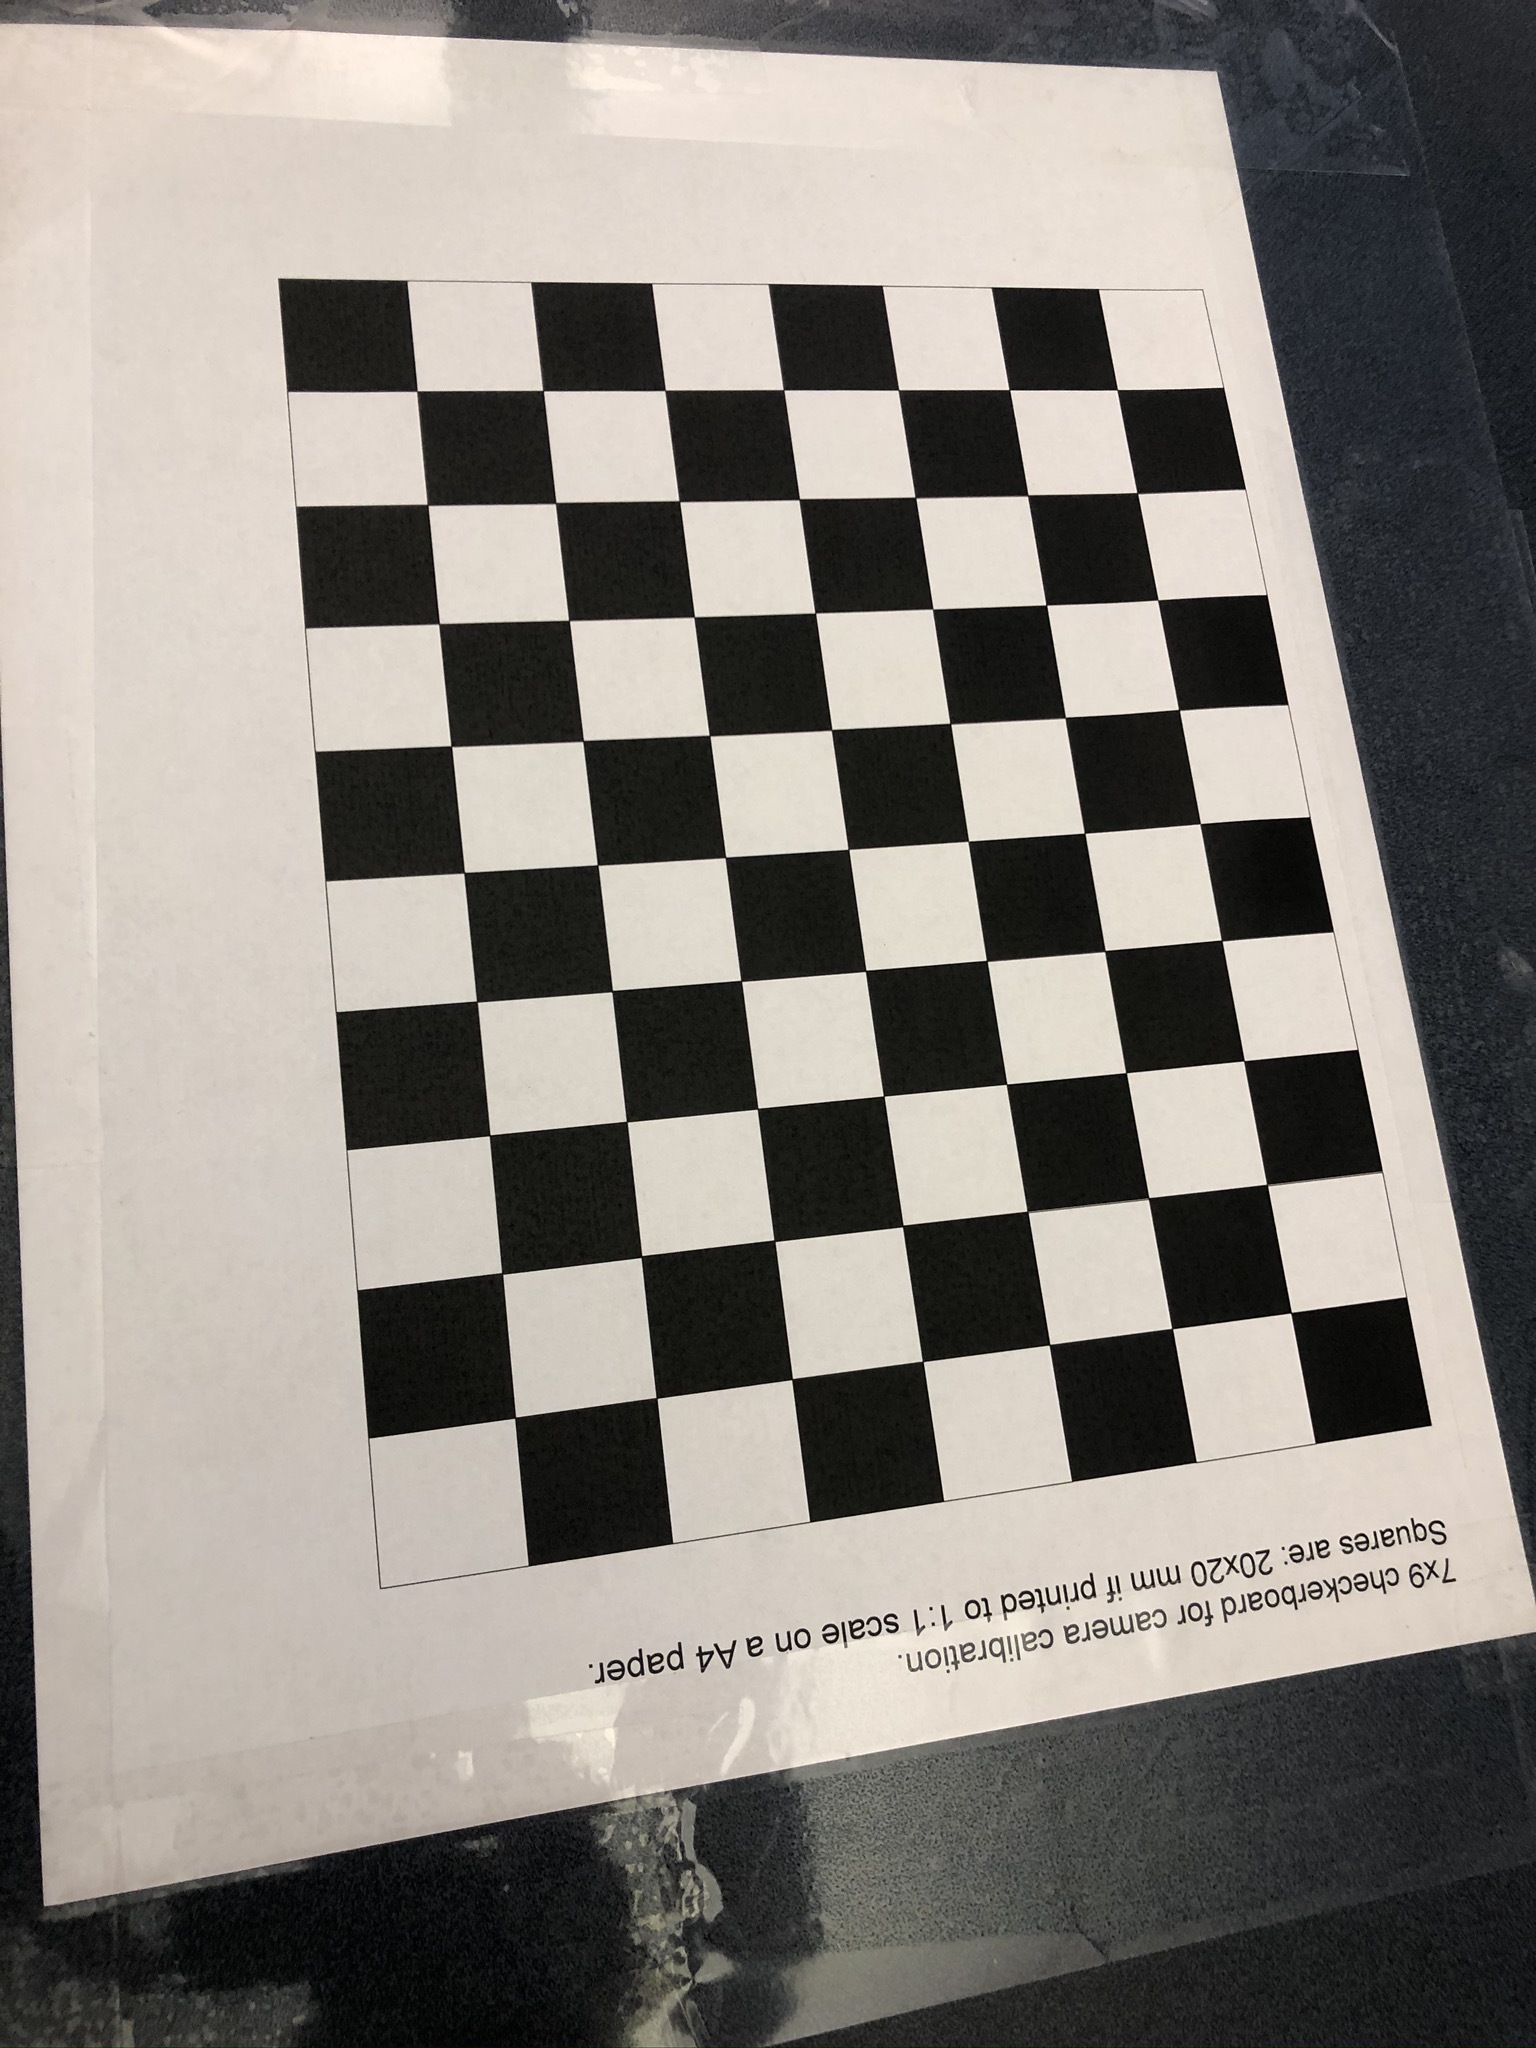 7x9 checkerboard for camera calibration.
Squares are: 20x20 mm if printed to 1:1 scale on a A4 paper.